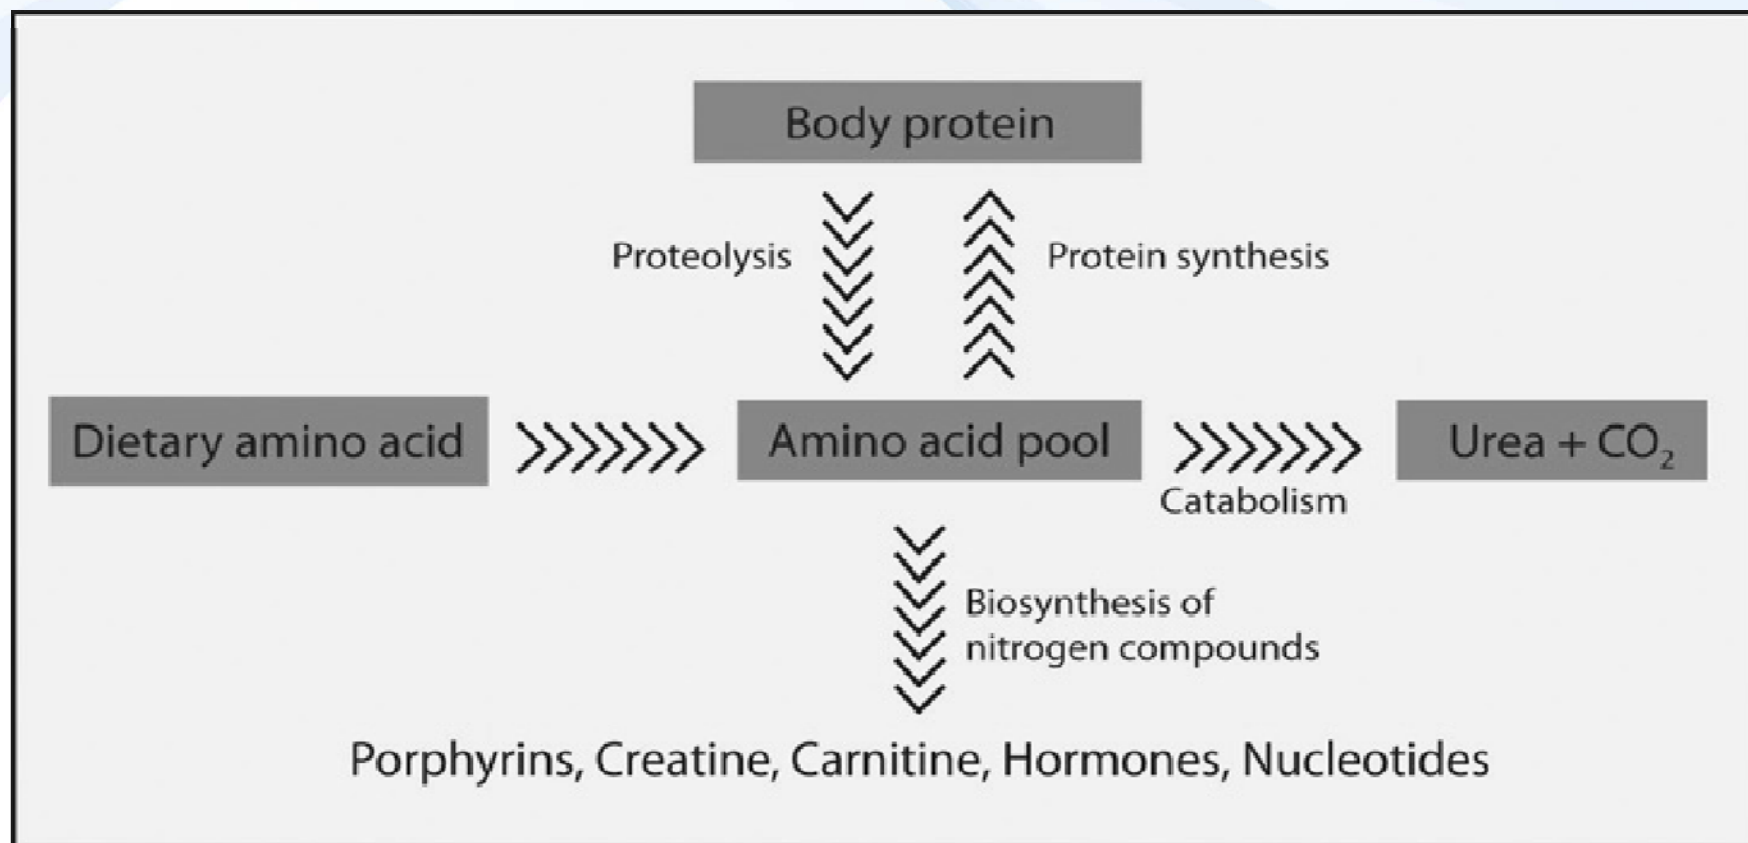 Body protein
Proteolysis
Protein synthesis
Dietary amino acid
Amino acid pool
Urea + CO₂
Catabolism
Biosynthesis of
nitrogen compounds
Porphyrins, Creatine, Carnitine, Hormones, Nucleotides